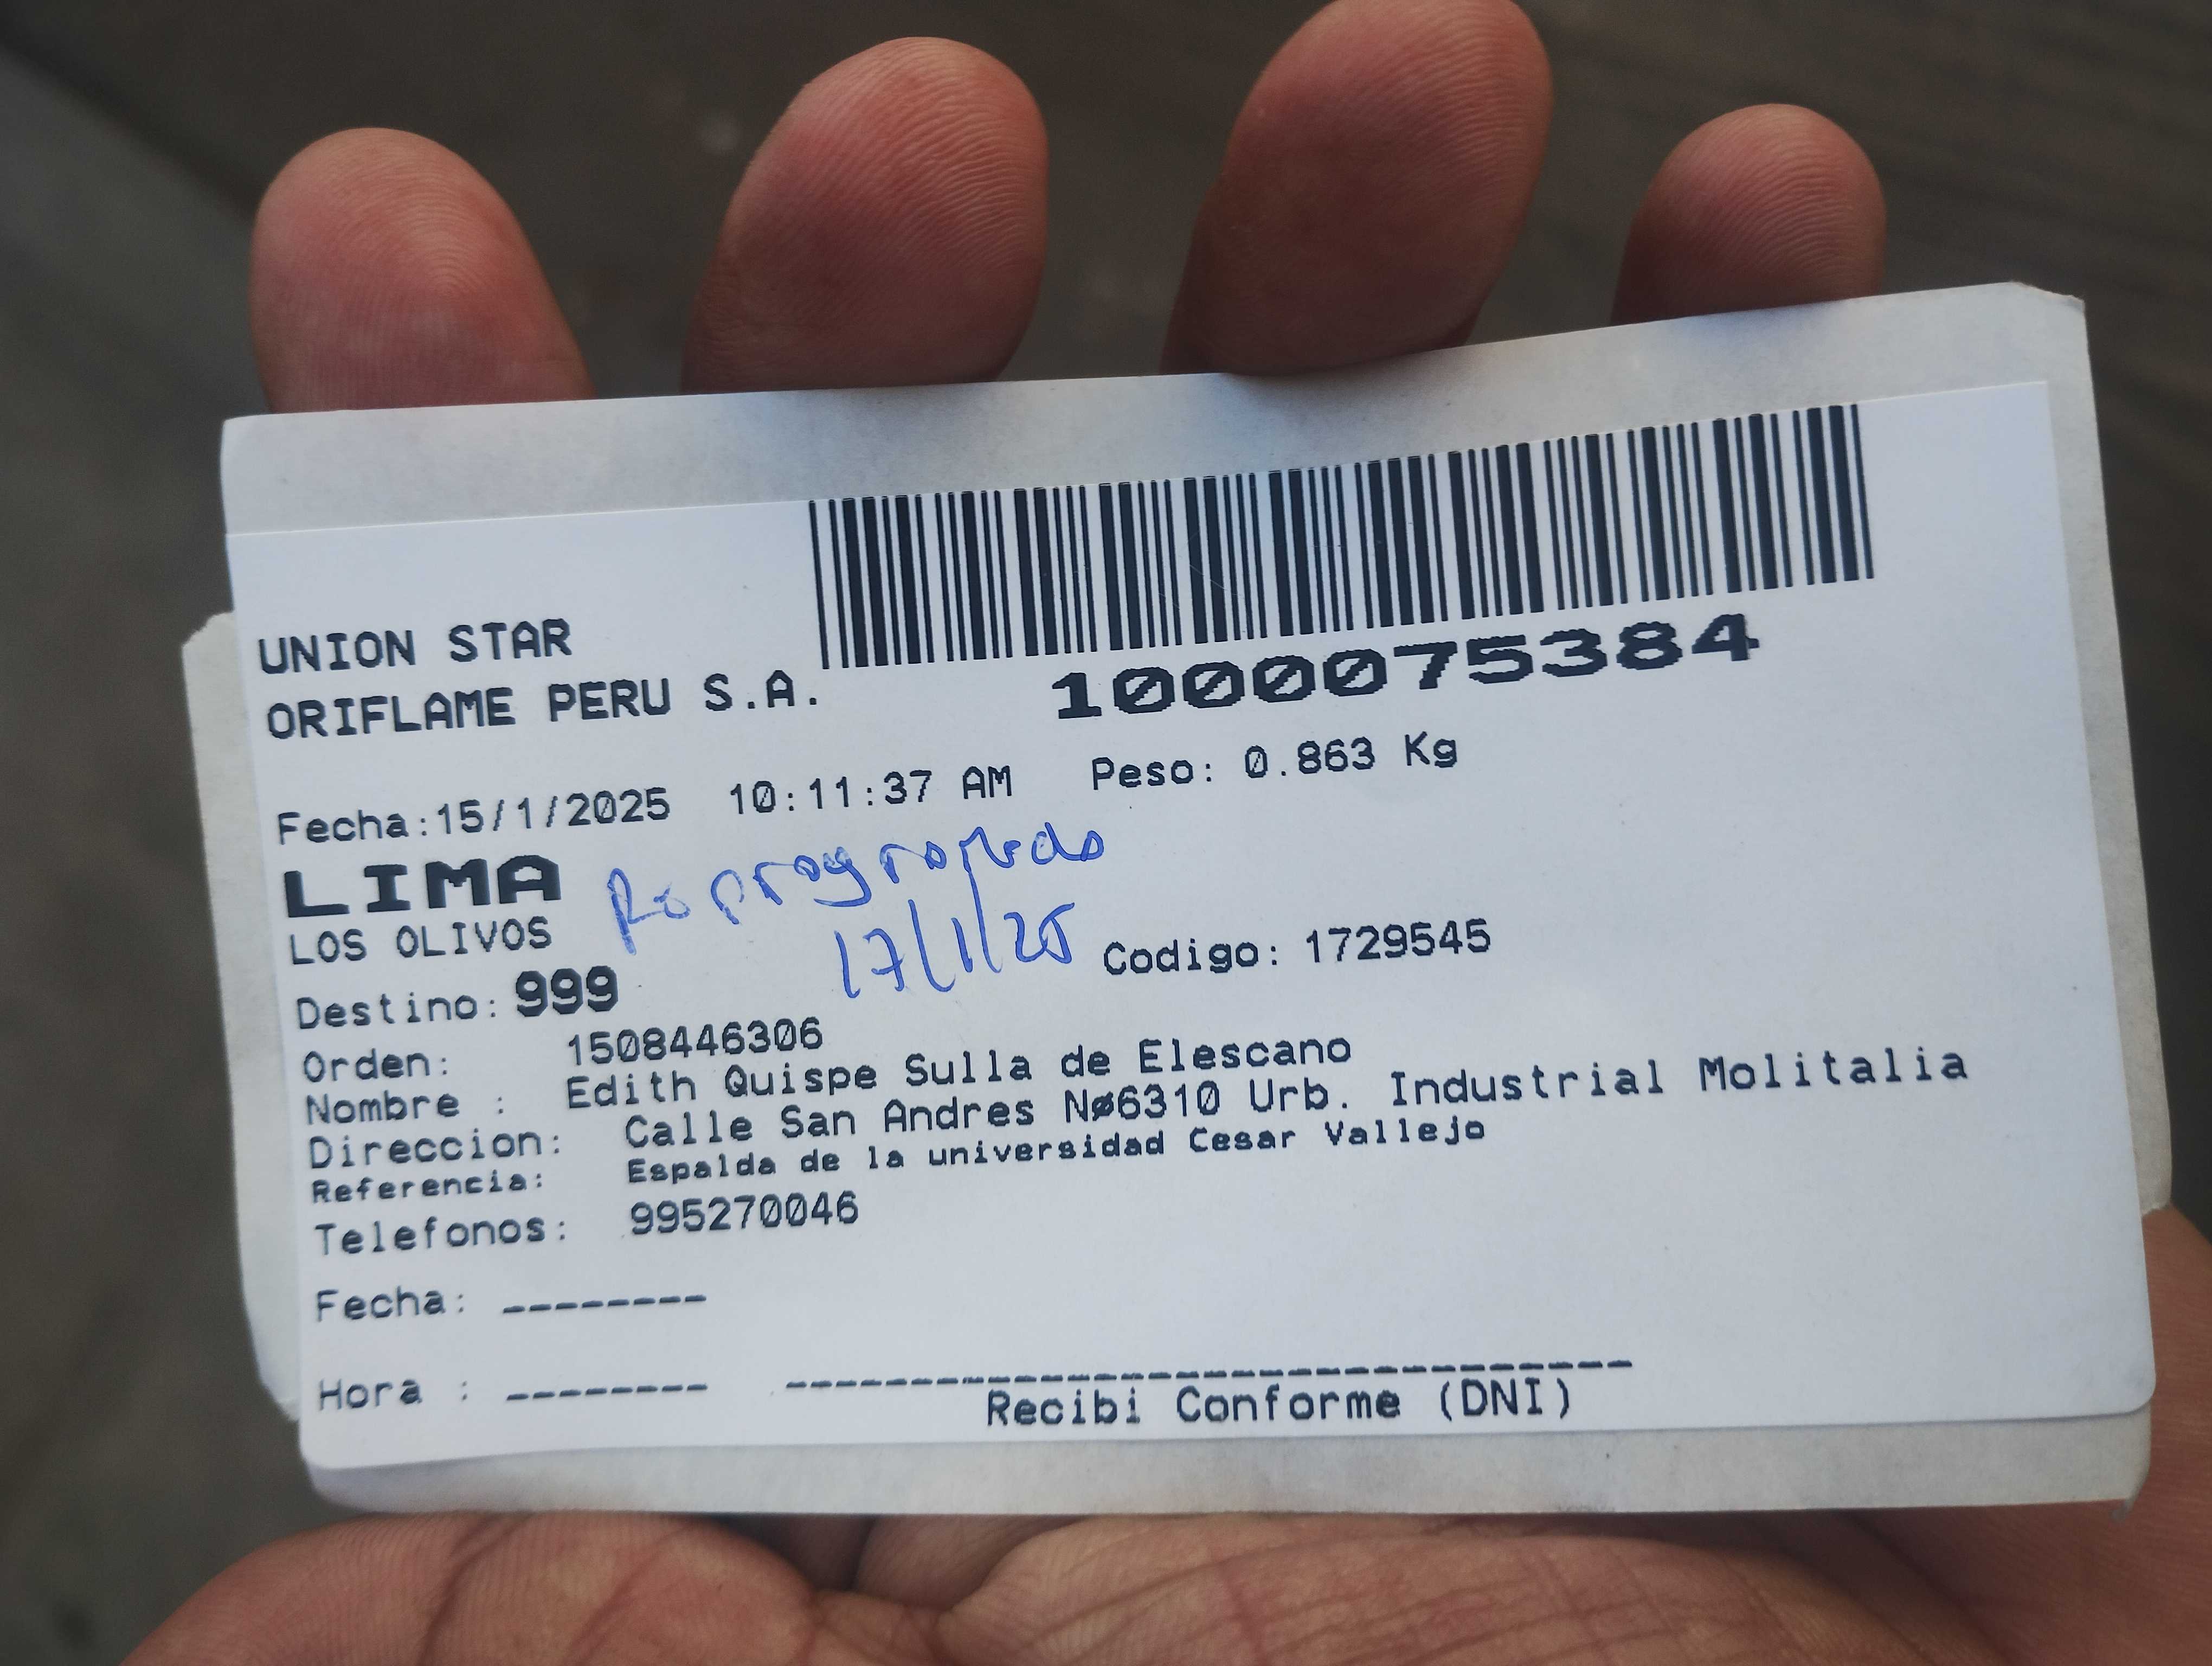 UNION STAR
ORIFLAME PERU S.A.
1000075384
Fecha:15/1/2025 10:11:37 AM Peso: 0.863 Kg
LIMA
Reprogramado
LOS OLIVOS
17/1/25
Codigo: 1729545
Destino: 999
Orden: 1508446306
Nombre : Edith Quispe Sulla de Elescano
Direccion: Calle San Andres Nø6310 Urb. Industrial Molitalia
Referencia: Espalda de la universidad Cesar Vallejo
Telefonos: 995270046
Fecha: --------
Hora : --------
Recibi Conforme (DNI)